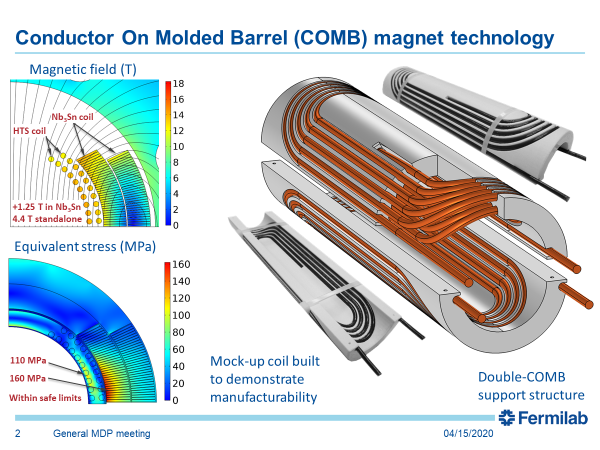 Conductor On Molded Barrel (COMB) magnet technology
Magnetic field (T)
Nb3Sn coil
HTS coil
+1.25 T in Nb3Sn
4.4 T standalone
18
16
14
12
10
8
6
4
2
0
Equivalent stress (MPa)
110 MPa
160 MPa
Within safe limits
160
140
120
100
80
60
40
20
0
Mock-up coil built
to demonstrate
manufacturability
Double-COMB
support structure
Fermilab
2 General MDP meeting 04/15/2020